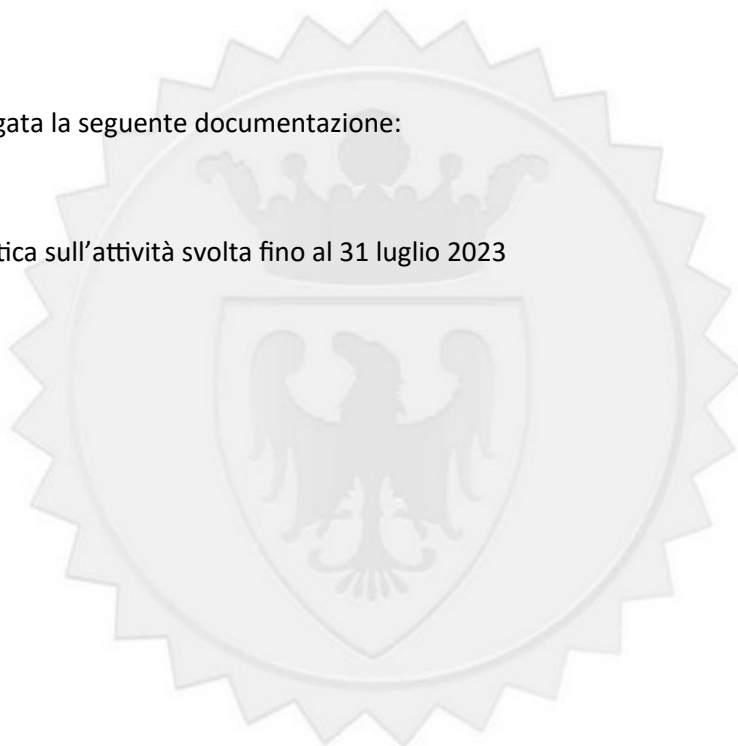 gata la seguente documentazione:
tica sull’attività svolta fino al 31 luglio 2023